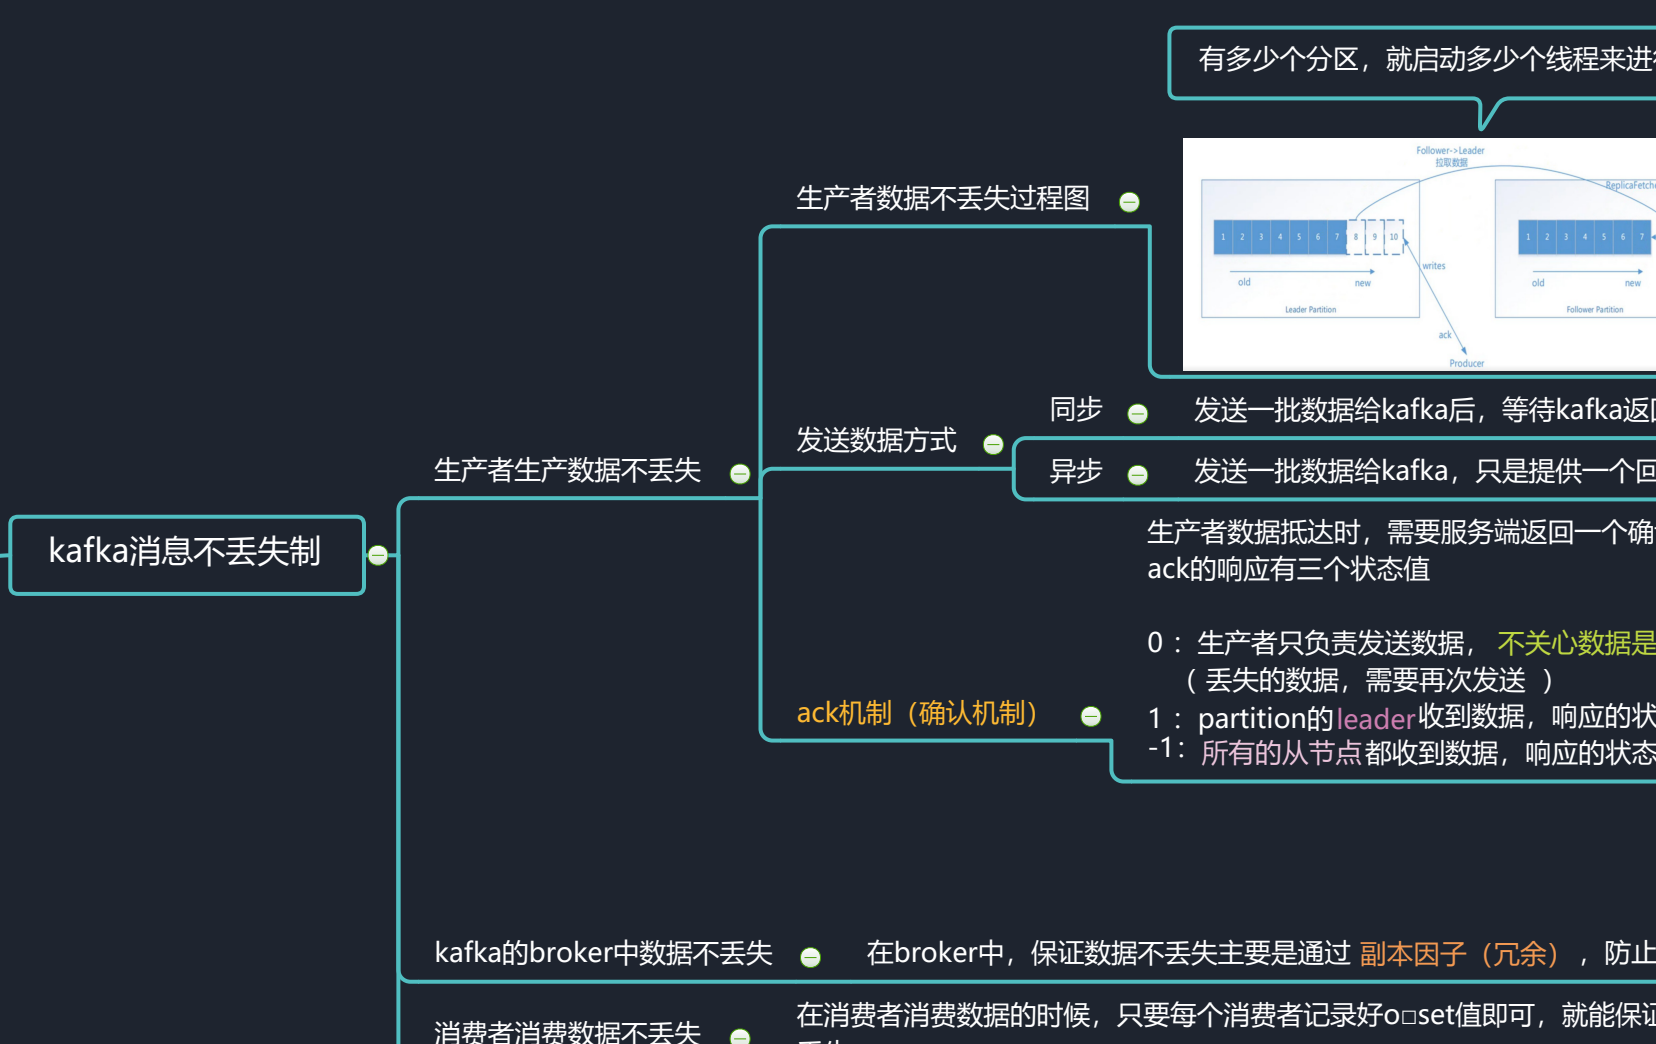 有多少个分区，就启动多少个线程来进
Follower->Leader
拉取数据
ReplicaFetche
生产者数据不丢失过程图
1 2 3 4 5 6 7 8 9 10
1 2 3 4 5 6 7
writes
old new
old new
Leader Partition
Follower Partition
ack
Producer
同步
发送一批数据给kafka后，等待kafka返
发送数据方式
异步
发送一批数据给kafka，只是提供一个
生产者生产数据不丢失
生产者数据抵达时，需要服务端返回一个确
ack的响应有三个状态值
kafka消息不丢失制
0：生产者只负责发送数据，不关心数据是
（丢失的数据，需要再次发送 ）
ack机制（确认机制）
1：partition的leader收到数据，响应的状
-1：所有的从节点都收到数据，响应的状态
kafka的broker中数据不丢失
在broker中，保证数据不丢失主要是通过 副本因子（冗余），防止
在消费者消费数据的时候，只要每个消费者记录好o□set值即可，就能保证
消费者消费数据不丢失